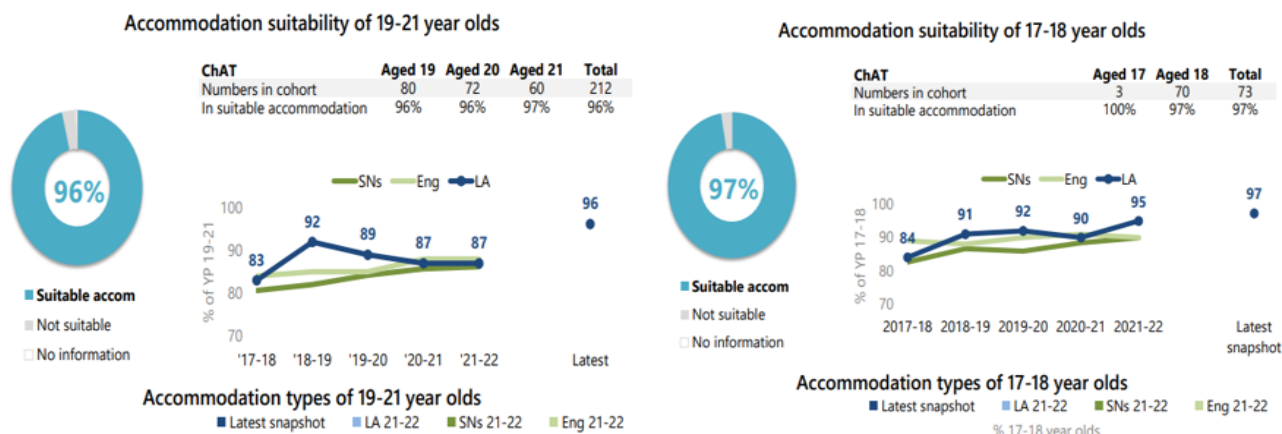 Accommodation suitability of 19-21 year olds
ChAT Aged 19 Aged 20 Aged 21 Total
Numbers in cohort 80 72 60 212
In suitable accommodation 96% 96% 97% 96%
96%
Suitable accom
Not suitable
No information
SNs Eng LA
% of YP 19-21
100
90
80
70
83 92 89 87 87 96
'17-18 '18-19 '19-20 '20-21 '21-22 Latest
Accommodation types of 19-21 year olds
Latest snapshot LA 21-22 SNs 21-22 Eng 21-22
Accommodation suitability of 17-18 year olds
ChAT Aged 17 Aged 18 Total
Numbers in cohort 3 70 73
In suitable accommodation 100% 97% 97%
97%
Suitable accom
Not suitable
No information
SNs Eng LA
% of YP 17-18
100
90
80
70
84 91 92 90 95 97
2017-18 2018-19 2019-20 2020-21 2021-22 Latest
snapshot
Accommodation types of 17-18 year olds
Latest snapshot LA 21-22 SNs 21-22 Eng 21-22
% 17-18 year olds